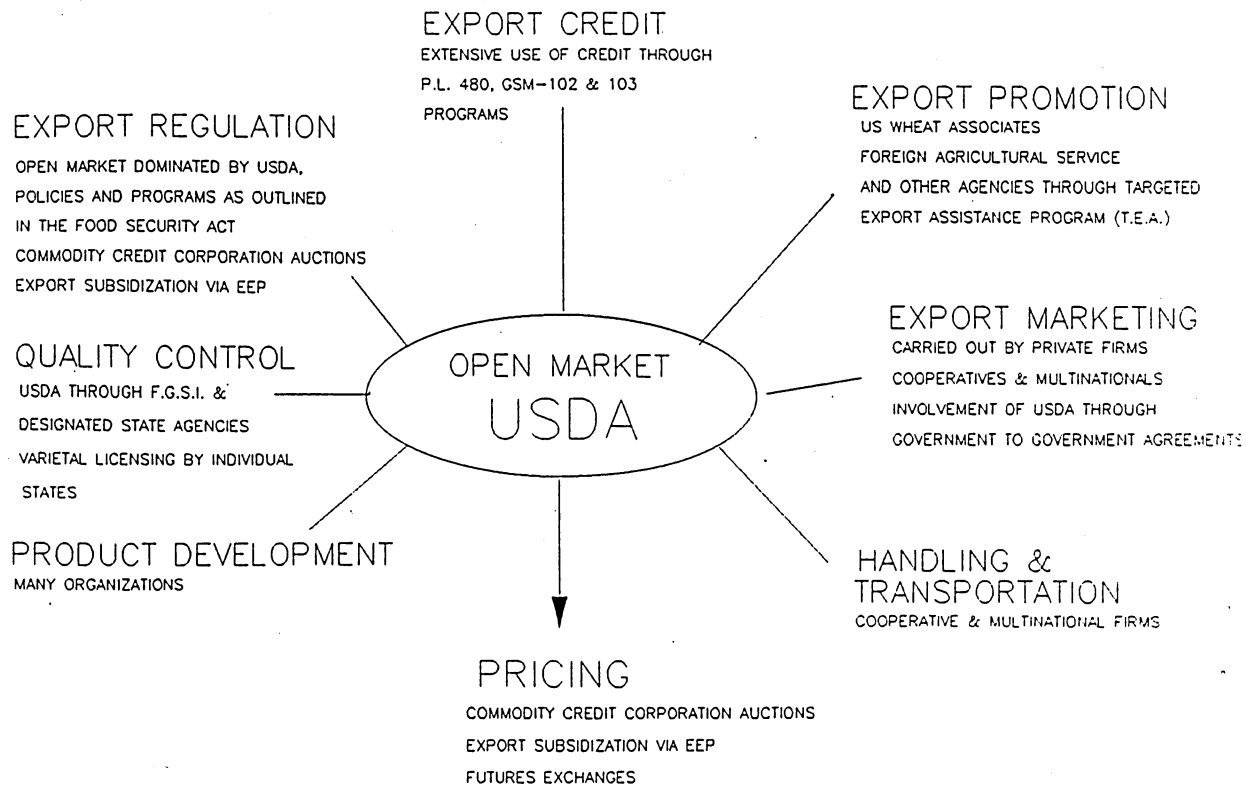 EXPORT CREDIT
EXTENSIVE USE OF CREDIT THROUGH
P.L. 480, GSM-102 & 103
PROGRAMS
EXPORT REGULATION
OPEN MARKET DOMINATED BY USDA,
POLICIES AND PROGRAMS AS OUTLINED
IN THE FOOD SECURITY ACT
COMMODITY CREDIT CORPORATION AUCTIONS
EXPORT SUBSIDIZATION VIA EEP
EXPORT PROMOTION
US WHEAT ASSOCIATES
FOREIGN AGRICULTURAL SERVICE
AND OTHER AGENCIES THROUGH TARGETED
EXPORT ASSISTANCE PROGRAM (T.E.A.)
QUALITY CONTROL
USDA THROUGH F.G.S.I. &
DESIGNATED STATE AGENCIES
VARIETAL LICENSING BY INDIVIDUAL
STATES
OPEN MARKET
USDA
EXPORT MARKETING
CARRIED OUT BY PRIVATE FIRMS
COOPERATIVES & MULTINATIONALS
INVOLVEMENT OF USDA THROUGH
GOVERNMENT TO GOVERNMENT AGREEMENTS
PRODUCT DEVELOPMENT
MANY ORGANIZATIONS
HANDLING &
TRANSPORTATION
COOPERATIVE & MULTINATIONAL FIRMS
PRICING
COMMODITY CREDIT CORPORATION AUCTIONS
EXPORT SUBSIDIZATION VIA EEP
FUTURES EXCHANGES